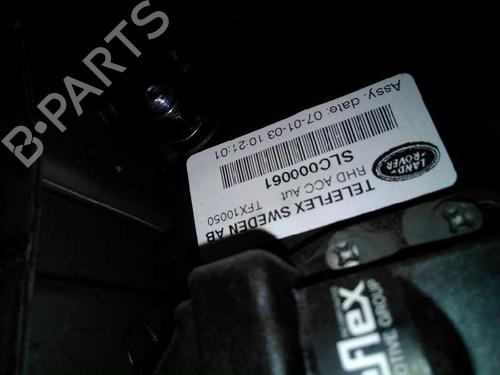 B-PARTS
LAND-
ROVER
TELEFLEX SWEDEN AB
RHD ACC Aut TFX10050
SLC000061
Assy. date: 07-01-03 10:21:01
flex
GROUP